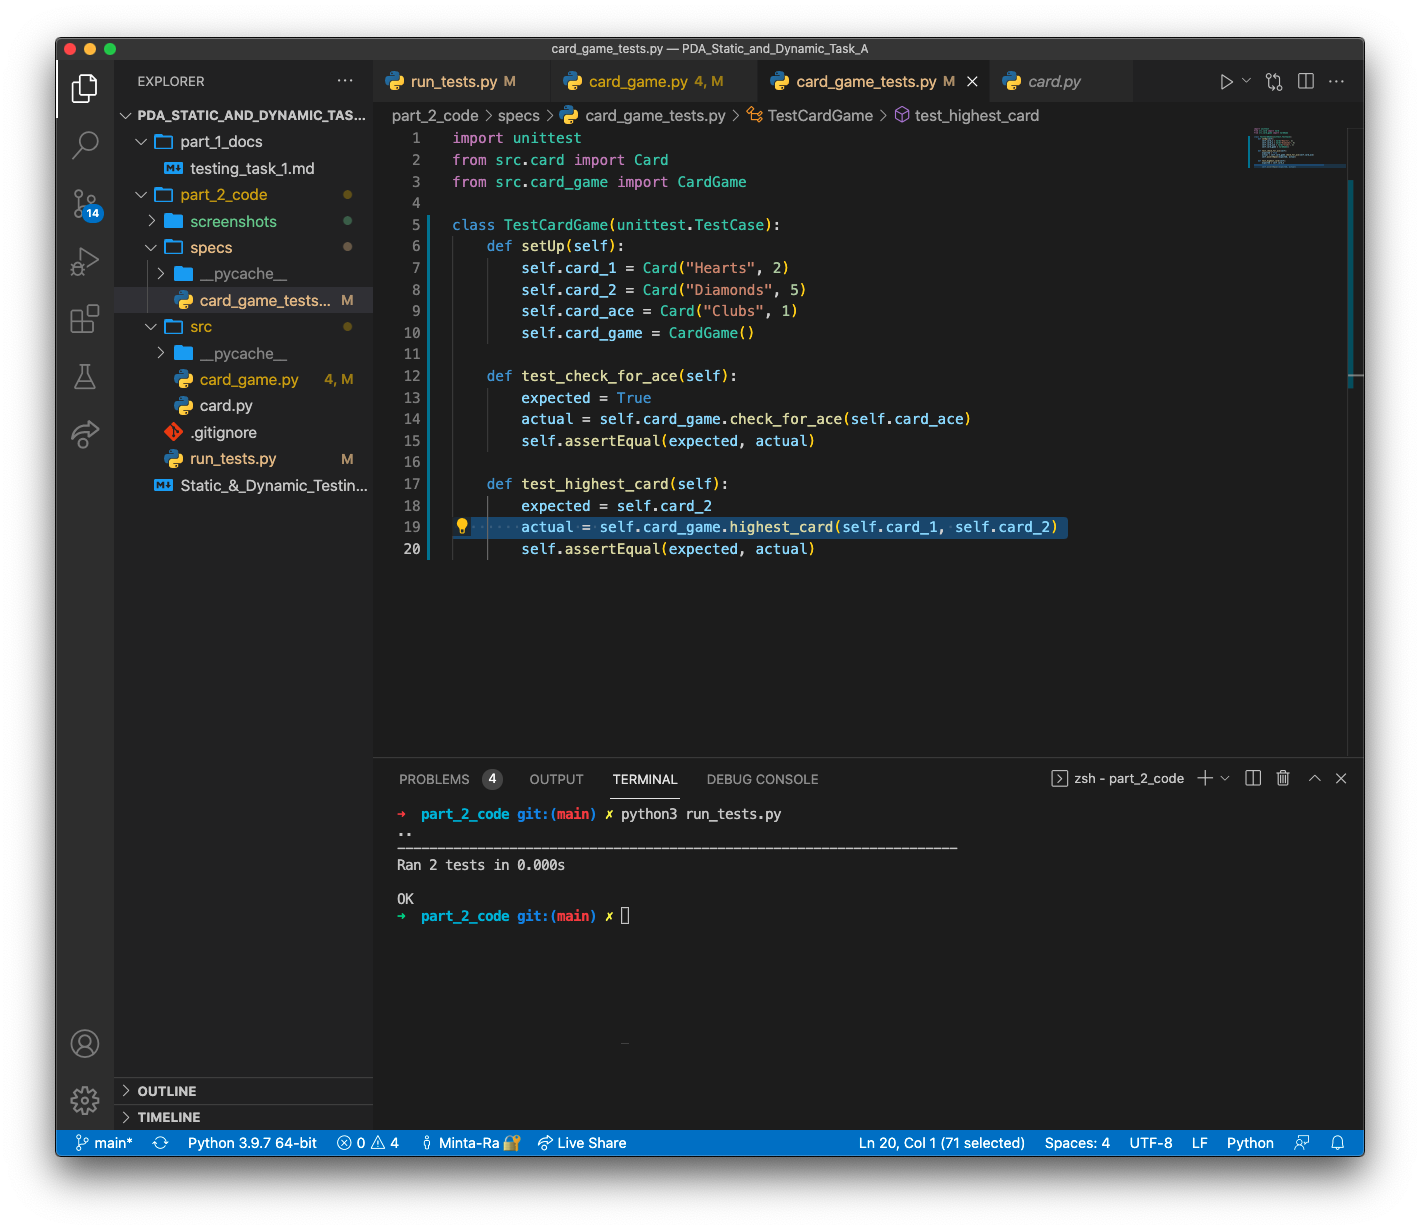 card_game_tests.py — PDA_Static_and_Dynamic_Task_A
EXPLORER ···
run_tests.py M
card_game.py 4, M
card_game_tests.py M
card.py
PDA_STATIC_AND_DYNAMIC_TAS...
part_1_docs
testing_task_1.md
part_2_code
screenshots
specs
__pycache__
card_game_tests... M
src
__pycache__
card_game.py 4, M
card.py
.gitignore
run_tests.py M
Static_&_Dynamic_Testin...
14
OUTLINE
TIMELINE
part_2_code > specs > card_game_tests.py > TestCardGame > test_highest_card
1 import unittest
2 from src.card import Card
3 from src.card_game import CardGame
4
5 class TestCardGame(unittest.TestCase):
6 def setUp(self):
7 self.card_1 = Card("Hearts", 2)
8 self.card_2 = Card("Diamonds", 5)
9 self.card_ace = Card("Clubs", 1)
10 self.card_game = CardGame()
11
12 def test_check_for_ace(self):
13 expected = True
14 actual = self.card_game.check_for_ace(self.card_ace)
15 self.assertEqual(expected, actual)
16
17 def test_highest_card(self):
18 expected = self.card_2
19 actual = self.card_game.highest_card(self.card_1, self.card_2)
20 self.assertEqual(expected, actual)
PROBLEMS 4 OUTPUT TERMINAL DEBUG CONSOLE
zsh - part_2_code
→ part_2_code git:(main) ✗ python3 run_tests.py
..
----------------------------------------------------------------------
Ran 2 tests in 0.000s
OK
→ part_2_code git:(main) ✗
main* Python 3.9.7 64-bit 0 4 Minta-Ra Live Share
Ln 20, Col 1 (71 selected) Spaces: 4 UTF-8 LF Python